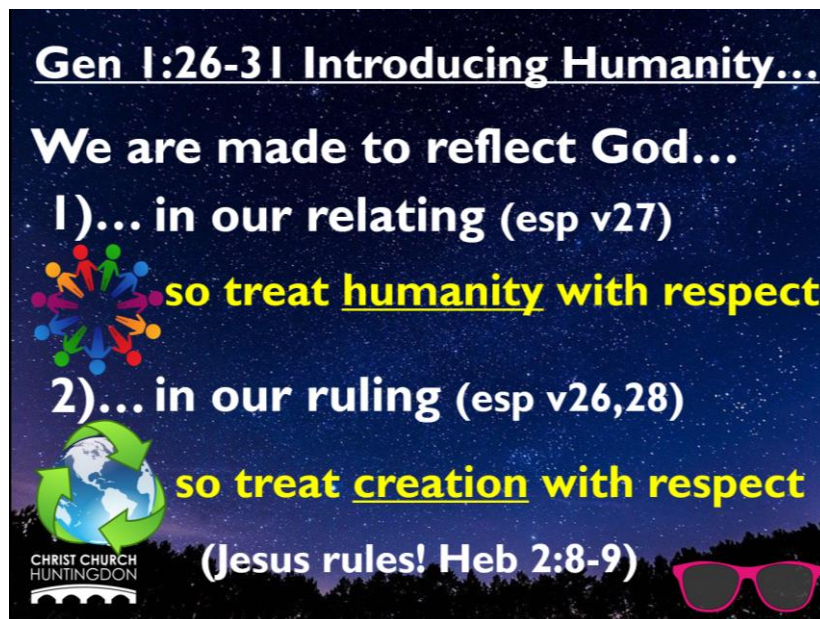 Gen 1:26-31 Introducing Humanity...
We are made to reflect God...
1)... in our relating (esp v27)
so treat humanity with respect
2)... in our ruling (esp v26,28)
so treat creation with respect
(Jesus rules! Heb 2:8-9)
CHRIST CHURCH
HUNTINGDON